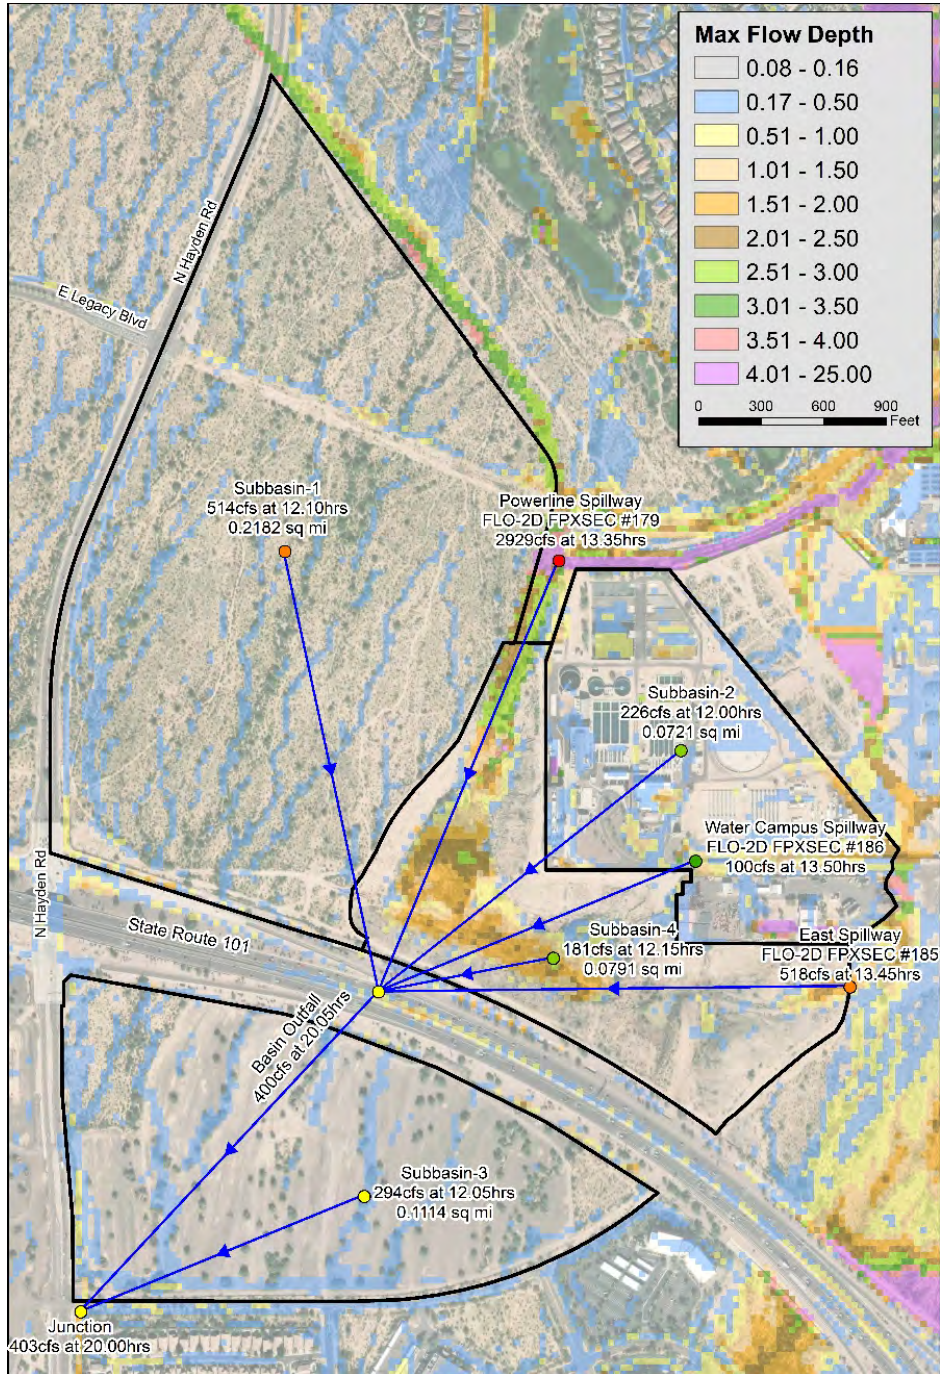 Max Flow Depth
0.08 - 0.16
0.17 - 0.50
0.51 - 1.00
1.01 - 1.50
1.51 - 2.00
2.01 - 2.50
2.51 - 3.00
3.01 - 3.50
3.51 - 4.00
4.01 - 25.00
0 300 600 900
Feet
N Hayden Rd
E Legacy Blvd
Subbasin-1
514cfs at 12.10hrs
0.2182 sq mi
Powerline Spillway
FLO-2D FPXSEC #179
2929cfs at 13.35hrs
Subbasin-2
226cfs at 12.00hrs
0.0721 sq mi
Water Campus Spillway
FLO-2D FPXSEC #186
100cfs at 13.50hrs
N Hayden Rd
State Route 101
Subbasin-4
181cfs at 12.15hrs
0.0791 sq mi
East Spillway
FLO-2D FPXSEC #185
518cfs at 13.45hrs
Basin Outfall
400cfs at 20.05hrs
Subbasin-3
294cfs at 12.05hrs
0.1114 sq mi
Junction
403cfs at 20.00hrs